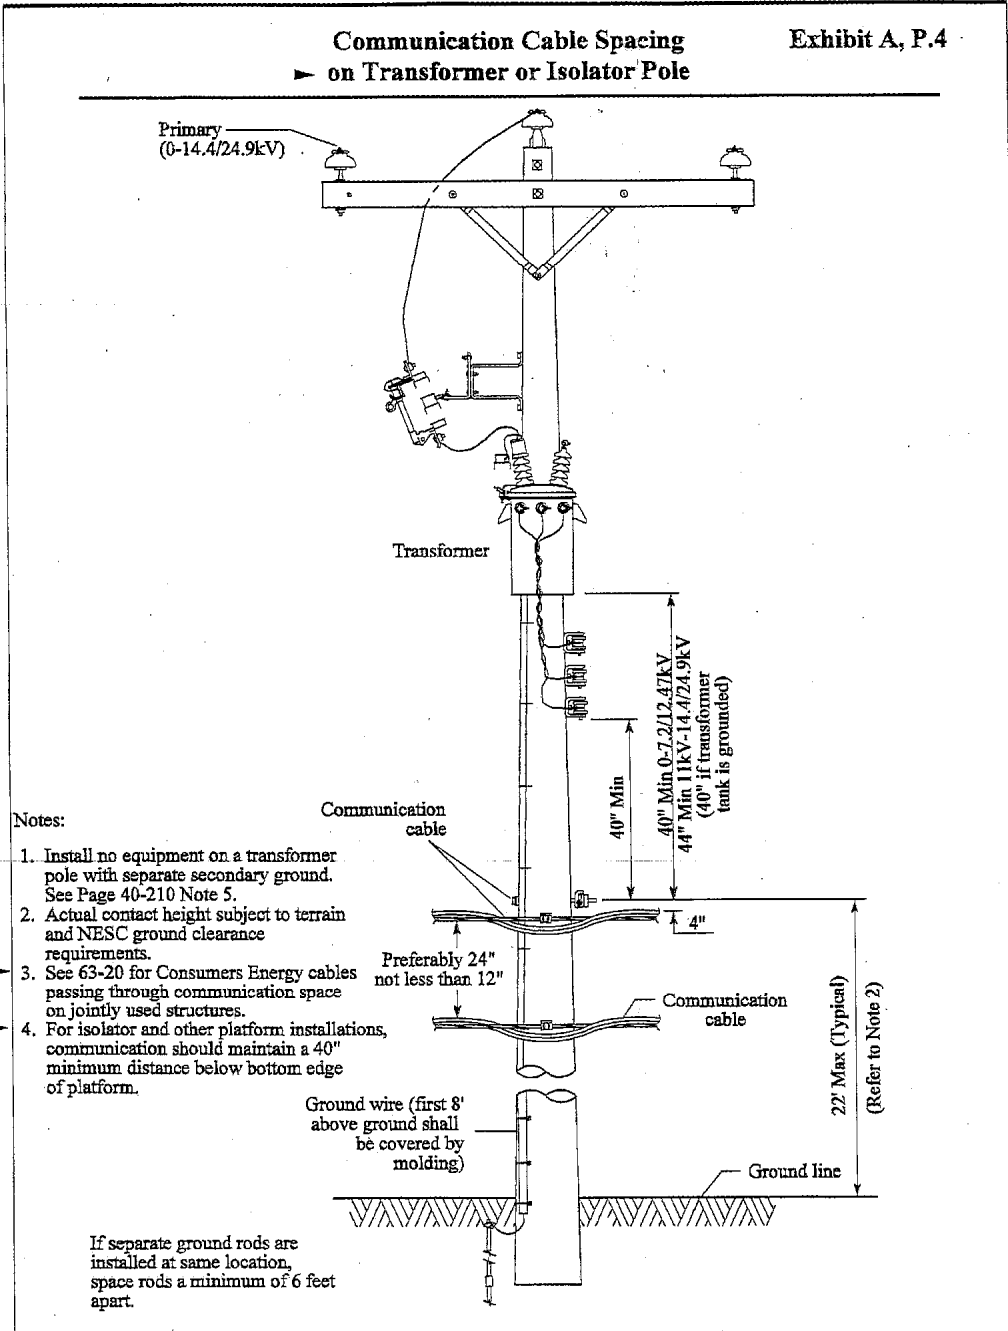 Communication Cable Spacing
on Transformer or Isolator Pole
Exhibit A, P.4
Primary
(0-14.4/24.9kV)
Transformer
40" Min
40" Min 0-7.2/12.47kV
44" Min 11kV-14.4/24.9kV
(40" if transformer
tank is grounded)
Communication
cable
Notes:
1. Install no equipment on a transformer
pole with separate secondary ground.
See Page 40-210 Note 5.
2. Actual contact height subject to terrain
and NESC ground clearance
requirements.
3. See 63-20 for Consumers Energy cables
passing through communication space
on jointly used structures.
4. For isolator and other platform installations,
communication should maintain a 40"
minimum distance below bottom edge
of platform.
4"
Preferably 24"
not less than 12"
Communication
cable
22' Max (Typical)
(Refer to Note 2)
Ground wire (first 8'
above ground shall
be covered by
molding)
Ground line
If separate ground rods are
installed at same location,
space rods a minimum of 6 feet
apart.